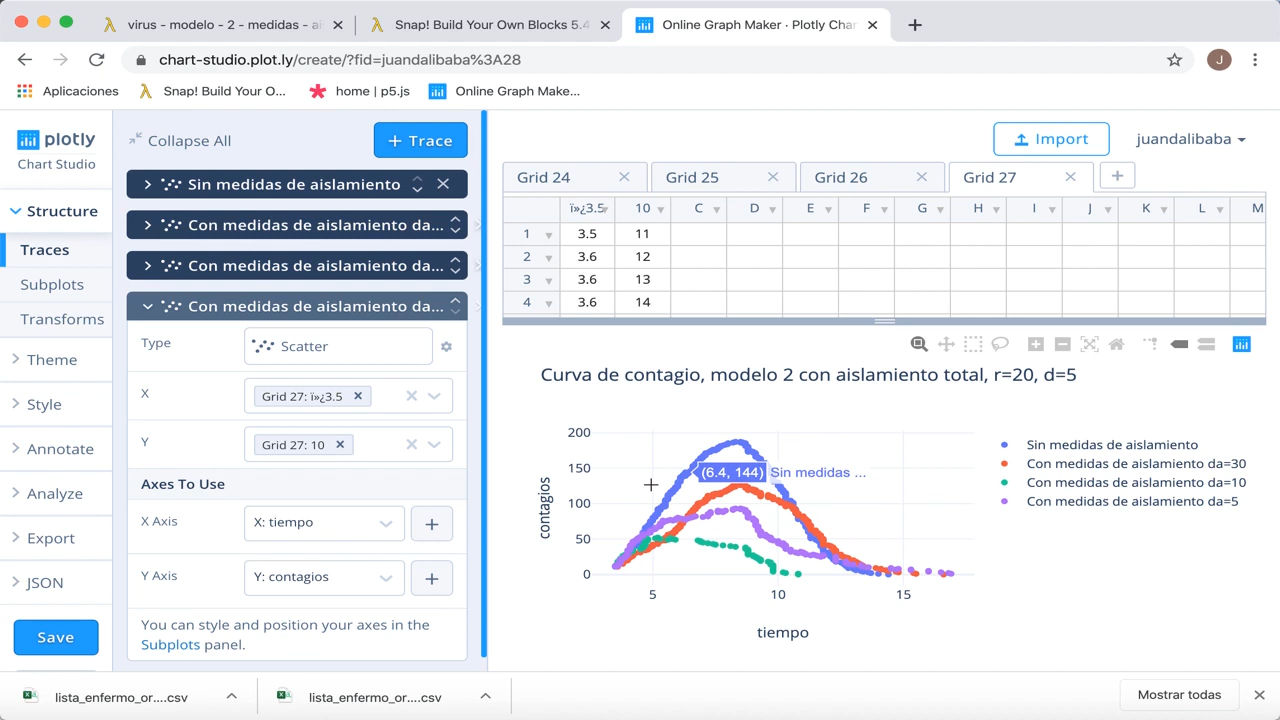 virus - modelo - 2 - medidas - ai
Snap! Build Your Own Blocks 5.4
Online Graph Maker · Plotly Char
chart-studio.plot.ly/create/?fid=juandalibaba%3A28
J
Aplicaciones
Snap! Build Your O...
home | p5.js
Online Graph Make...
plotly
Chart Studio
Collapse All
+ Trace
Import
juandalibaba
Structure
Traces
Subplots
Transforms
Theme
Style
Annotate
Analyze
Export
JSON
Save
Sin medidas de aislamiento
Con medidas de aislamiento da...
Con medidas de aislamiento da...
Con medidas de aislamiento da...
Type
Scatter
X
Grid 27: ï»¿3.5
Y
Grid 27: 10
Axes To Use
X Axis
X: tiempo
Y Axis
Y: contagios
You can style and position your axes in the
Subplots panel.
Grid 24
Grid 25
Grid 26
Grid 27
ï»¿3.5 10 C D E F G H I J K L M
1 3.5 11
2 3.6 12
3 3.6 13
4 3.6 14
Curva de contagio, modelo 2 con aislamiento total, r=20, d=5
contagios
200
150
100
50
0
5 10 15
tiempo
(6.4, 144) Sin medidas ...
Sin medidas de aislamiento
Con medidas de aislamiento da=30
Con medidas de aislamiento da=10
Con medidas de aislamiento da=5
lista_enfermo_or....csv
lista_enfermo_or....csv
Mostrar todas